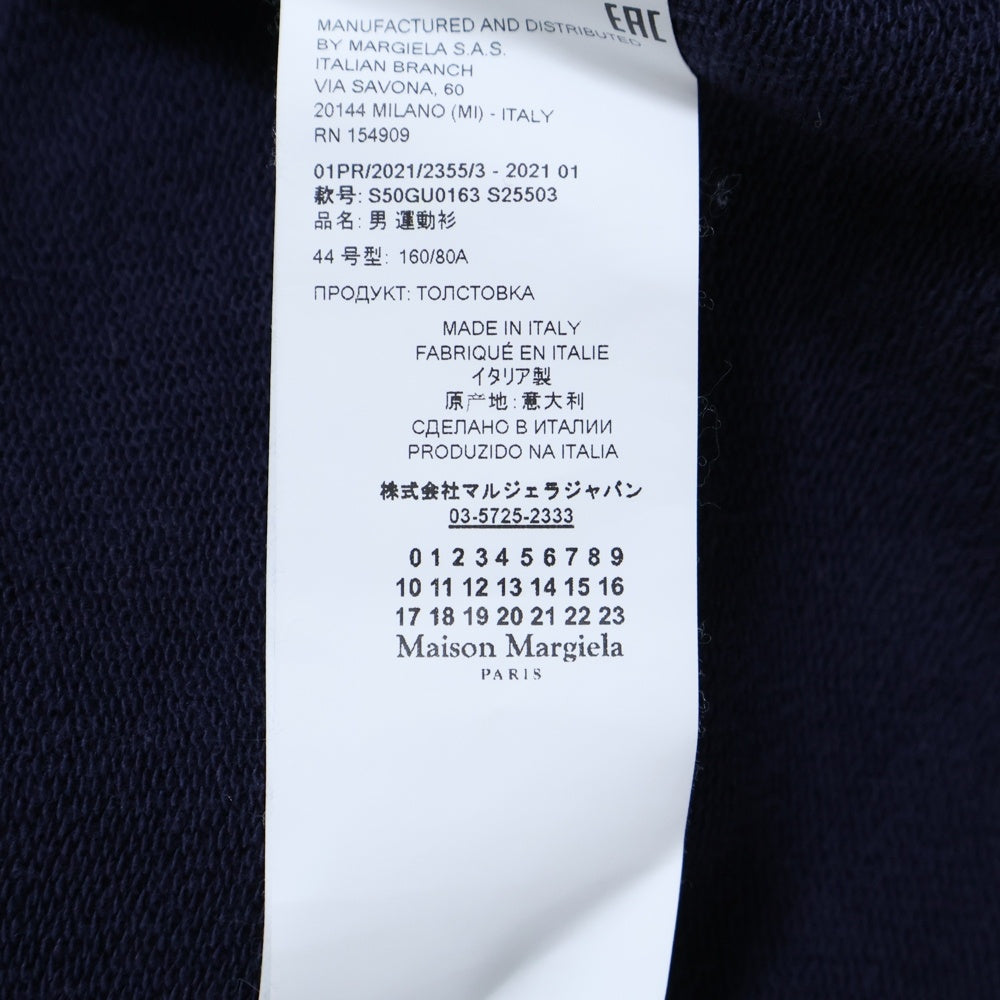 EAC
MANUFACTURED AND DISTRIBUTED
BY MARGIELA S.A.S.
ITALIAN BRANCH
VIA SAVONA, 60
20144 MILANO (MI) - ITALY
RN 154909
01PR/2021/2355/3 - 2021 01
款号: S50GU0163 S25503
品名: 男 運動衫
44 号型: 160/80A
ПРОДУКТ: ТОЛСТОВКА
MADE IN ITALY
FABRIQUÉ EN ITALIE
イタリア製
原产地:意大利
СДЕЛАНО В ИТАЛИИ
PRODUZIDO NA ITALIA
株式会社マルジェラジャパン
03-5725-2333
0 1 2 3 4 5 6 7 8 9
10 11 12 13 14 15 16
17 18 19 20 21 22 23
Maison Margiela
PARIS